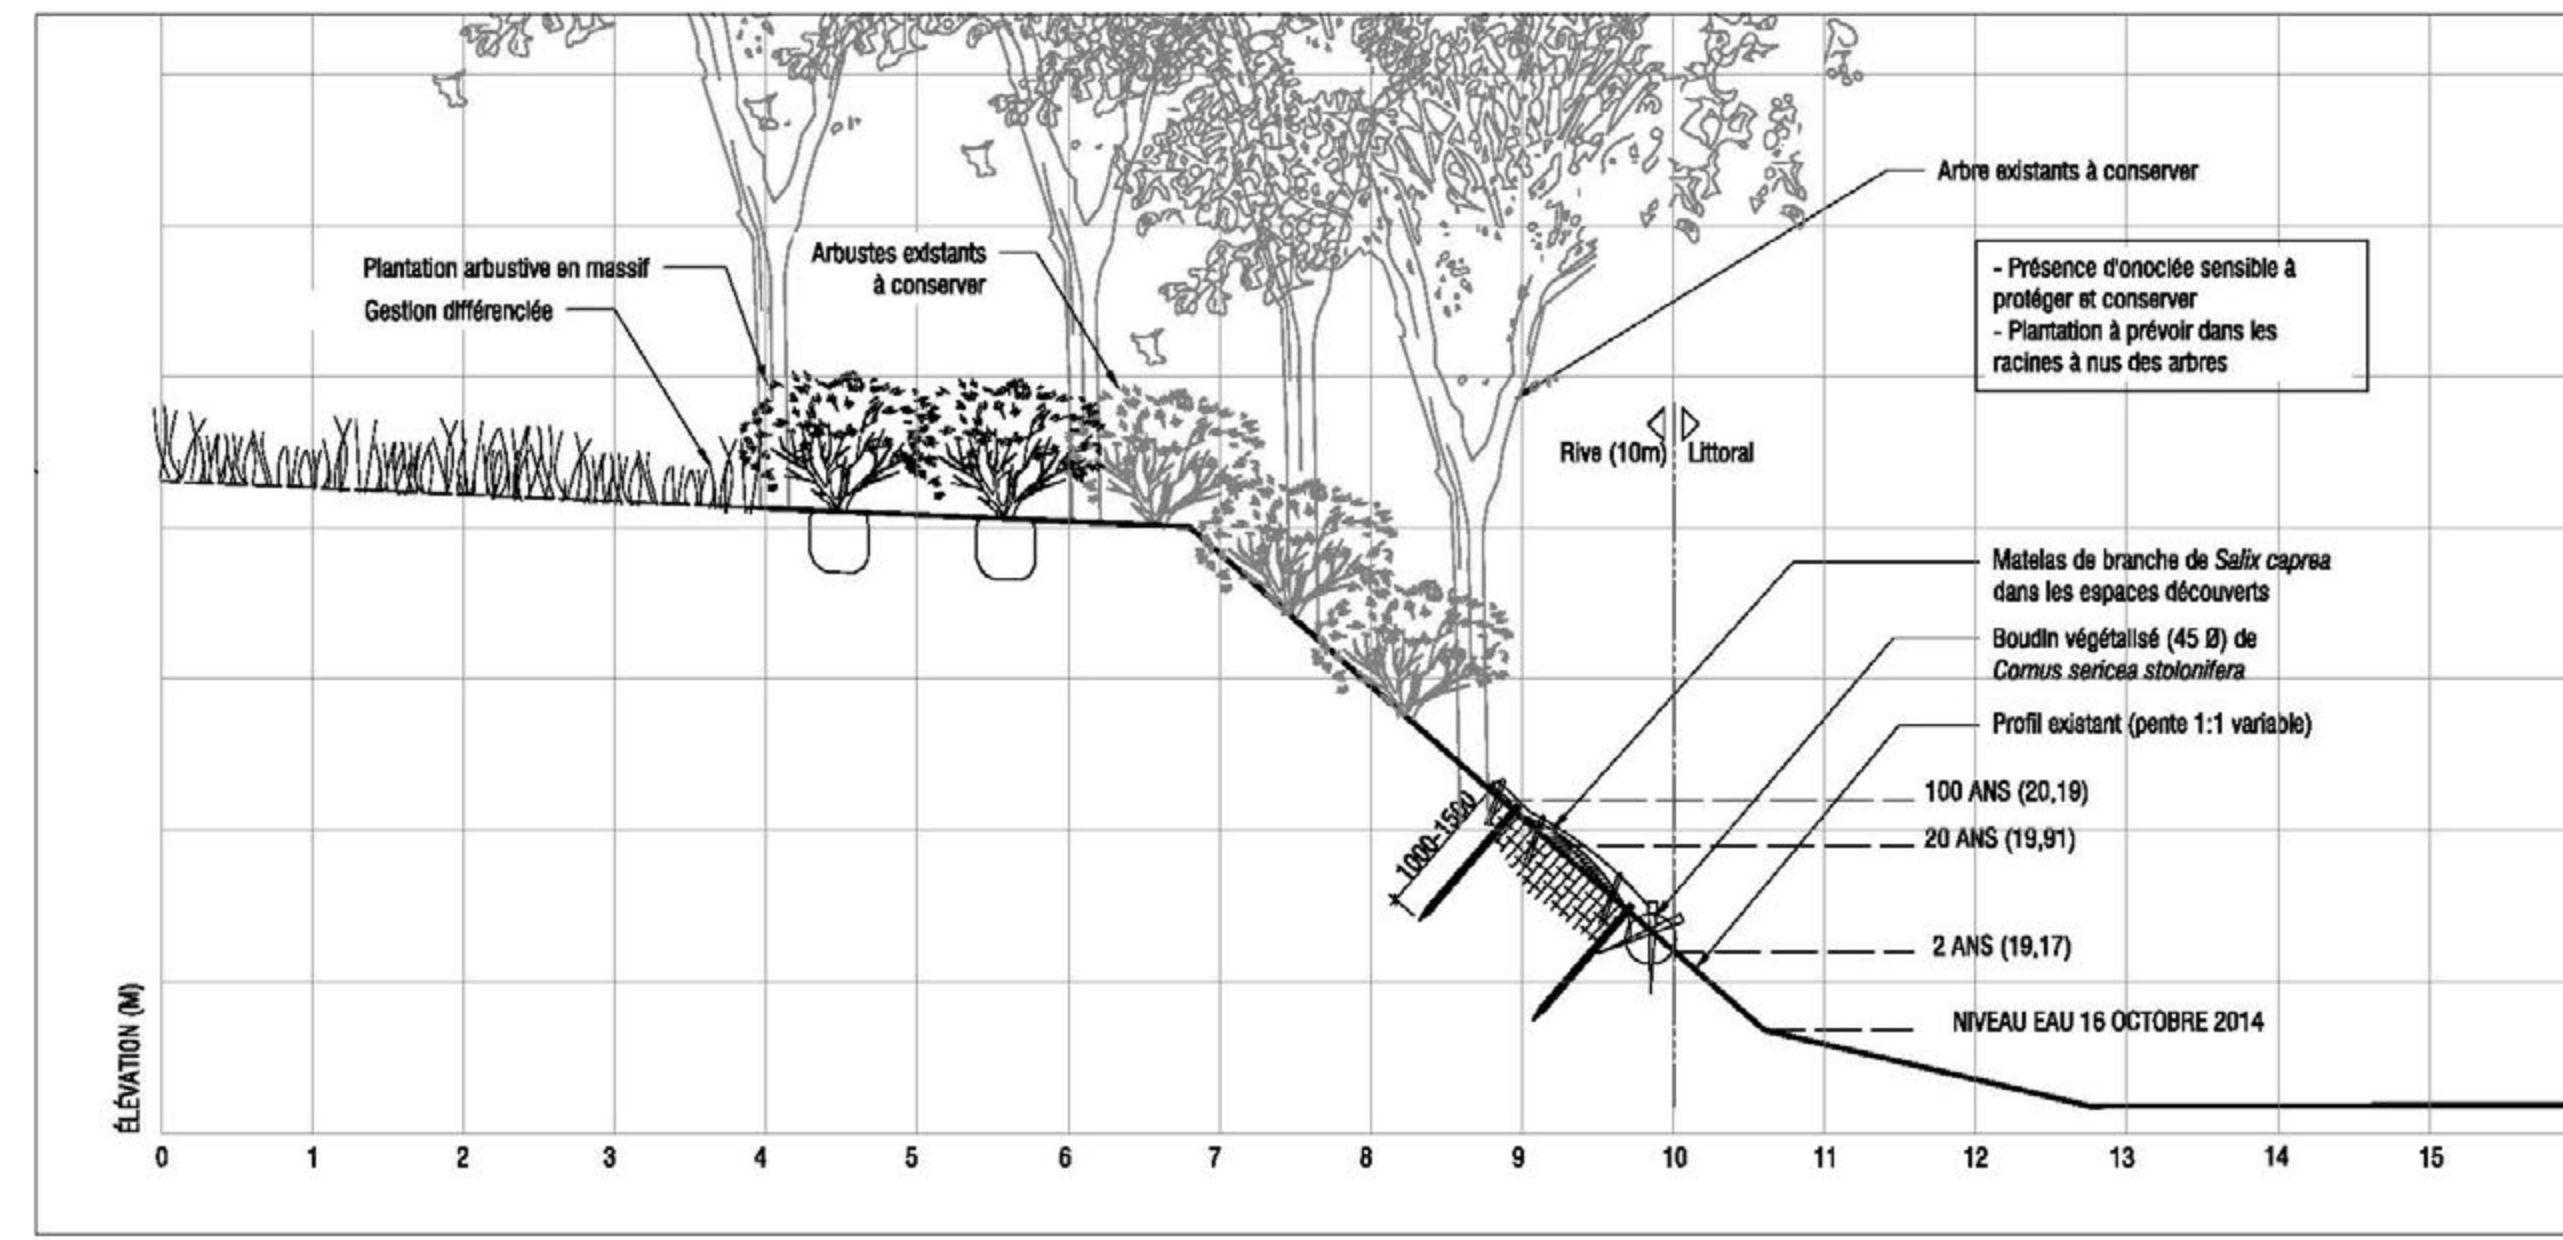 Arbre existants à conserver
Plantation arbustive en massif
Gestion différenciée
Arbustes existants
à conserver
- Présence d'onoclée sensible à
protéger et conserver
- Plantation à prévoir dans les
racines à nus des arbres
Rive (10m)
Littoral
Matelas de branche de Salix caprea
dans les espaces découverts
Boudin végétalisé (45 Ø) de
Cornus sericea stolonifera
Profil existant (pente 1:1 variable)
100 ANS (20,19)
20 ANS (19,91)
1000-1500
2 ANS (19,17)
NIVEAU EAU 16 OCTOBRE 2014
ÉLÉVATION (M)
0 1 2 3 4 5 6 7 8 9 10 11 12 13 14 15